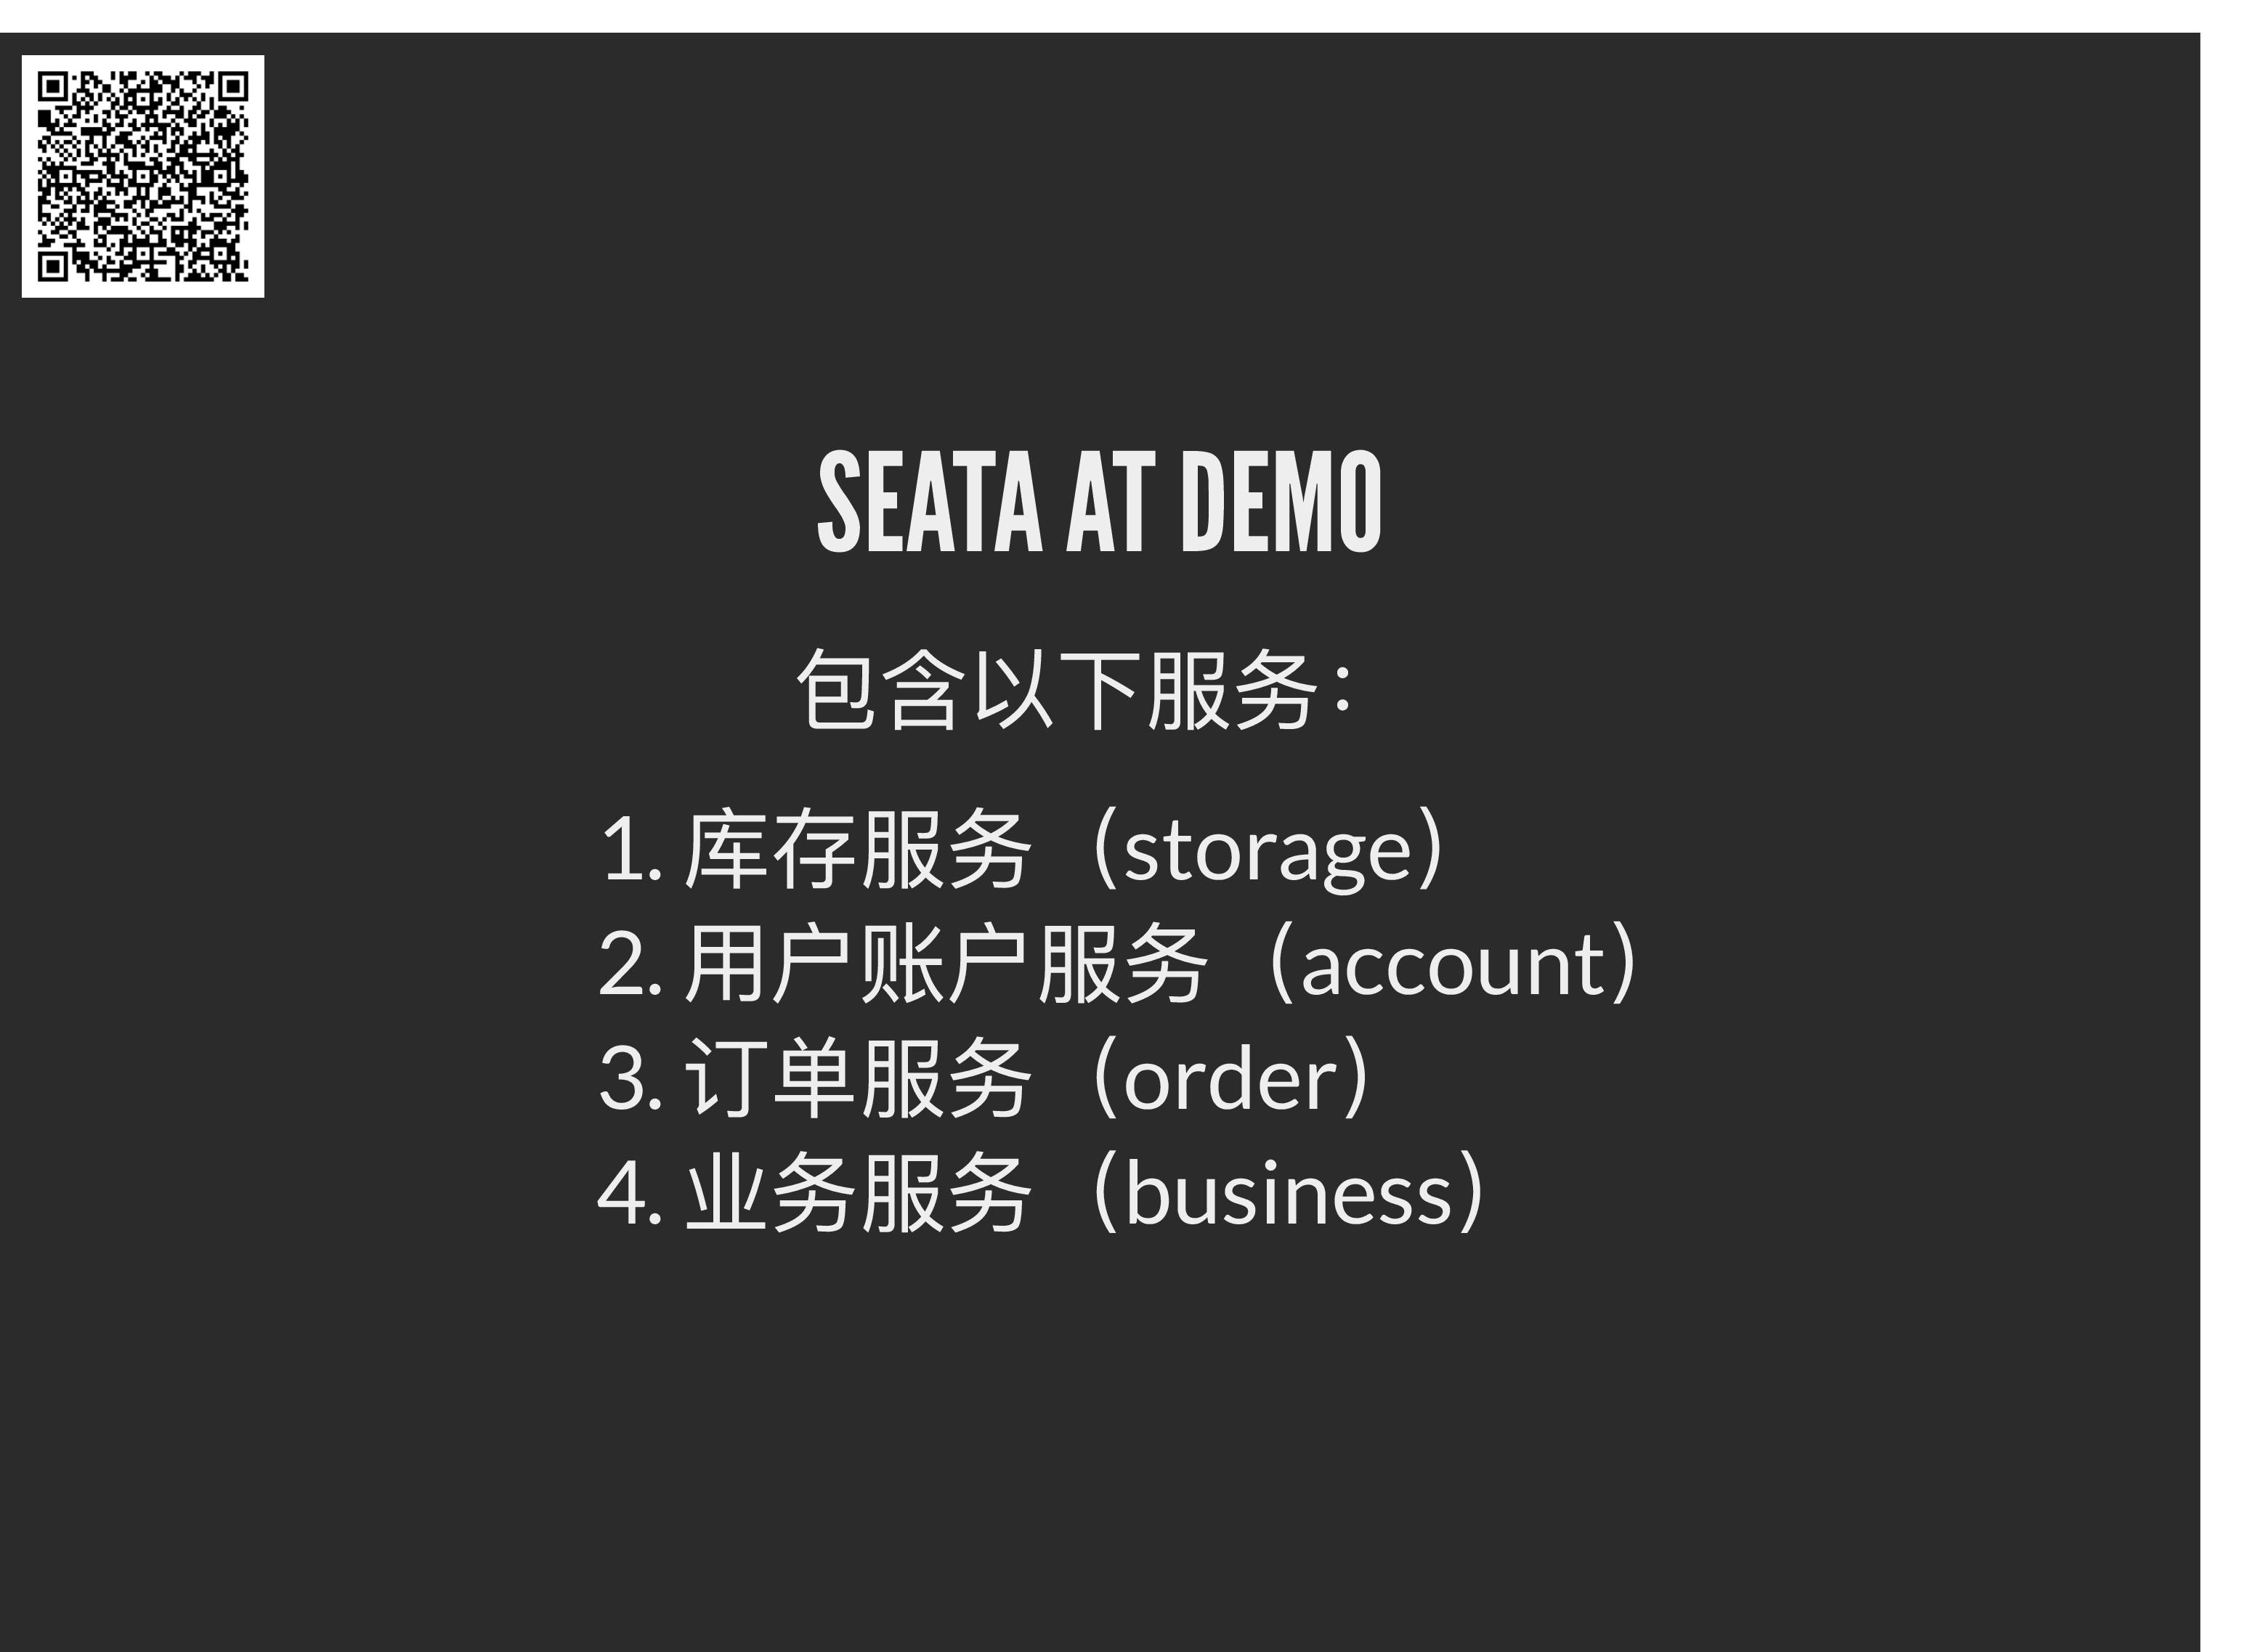 SEATA AT DEMO
包含以下服务：
1. 库存服务（storage）
2. 用户账户服务（account）
3. 订单服务（order）
4. 业务服务（business）